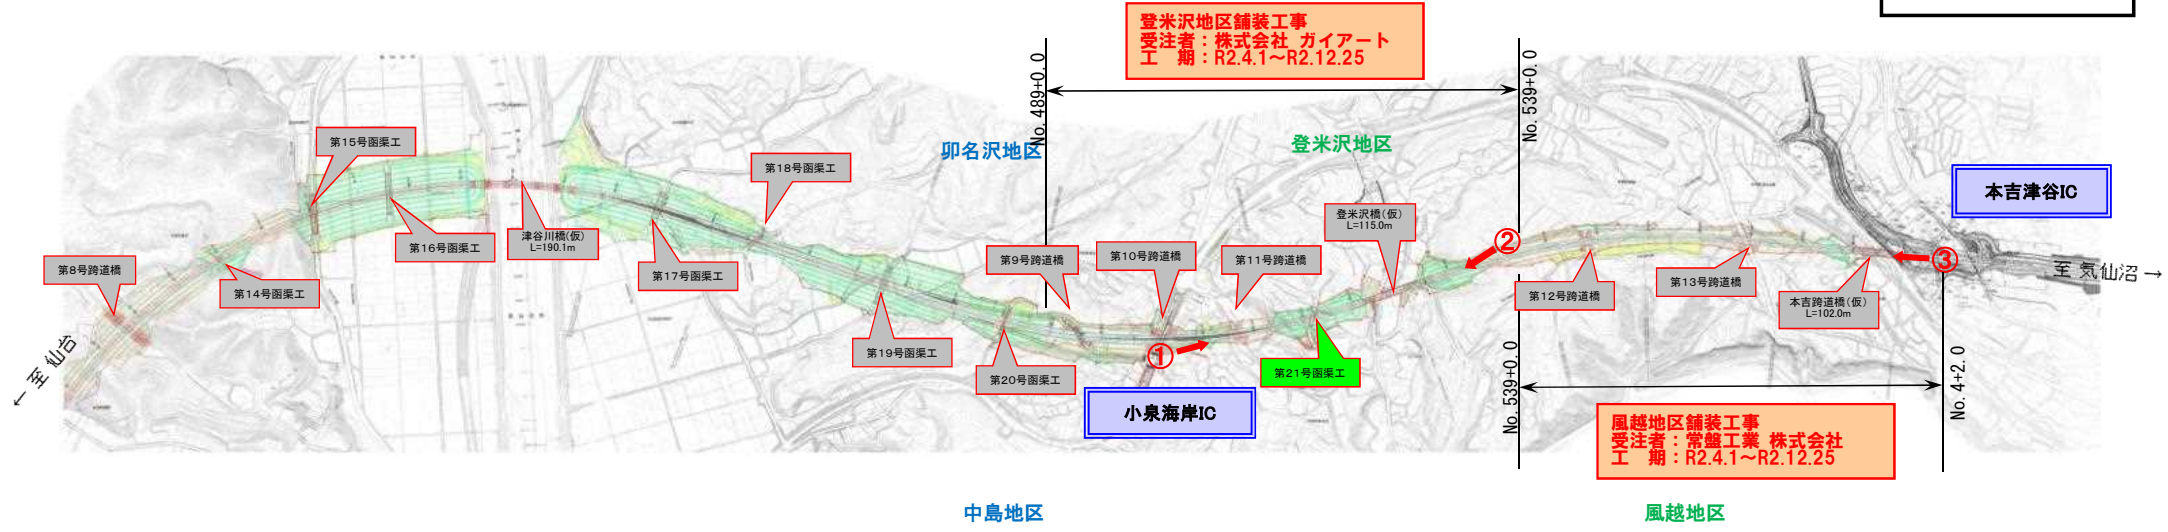 登米沢地区舗装工事
受注者：株式会社 ガイアート
工　期：R2.4.1～R2.12.25
No.489+0.0
No.539+0.0
卯名沢地区
登米沢地区
本吉津谷IC
第15号函渠工
第18号函渠工
第16号函渠工
津谷川橋(仮)
L=190.1m
第17号函渠工
第8号跨道橋
第14号函渠工
第9号跨道橋
第10号跨道橋
第11号跨道橋
登米沢橋(仮)
L=115.0m
②
③
第12号跨道橋
第13号跨道橋
本吉跨道橋(仮)
L=102.0m
至 気仙沼 →
← 至 仙台
第19号函渠工
第20号函渠工
①
第21号函渠工
小泉海岸IC
No.539+0.0
No.4+2.0
風越地区舗装工事
受注者：常盤工業 株式会社
工　期：R2.4.1～R2.12.25
中島地区
風越地区